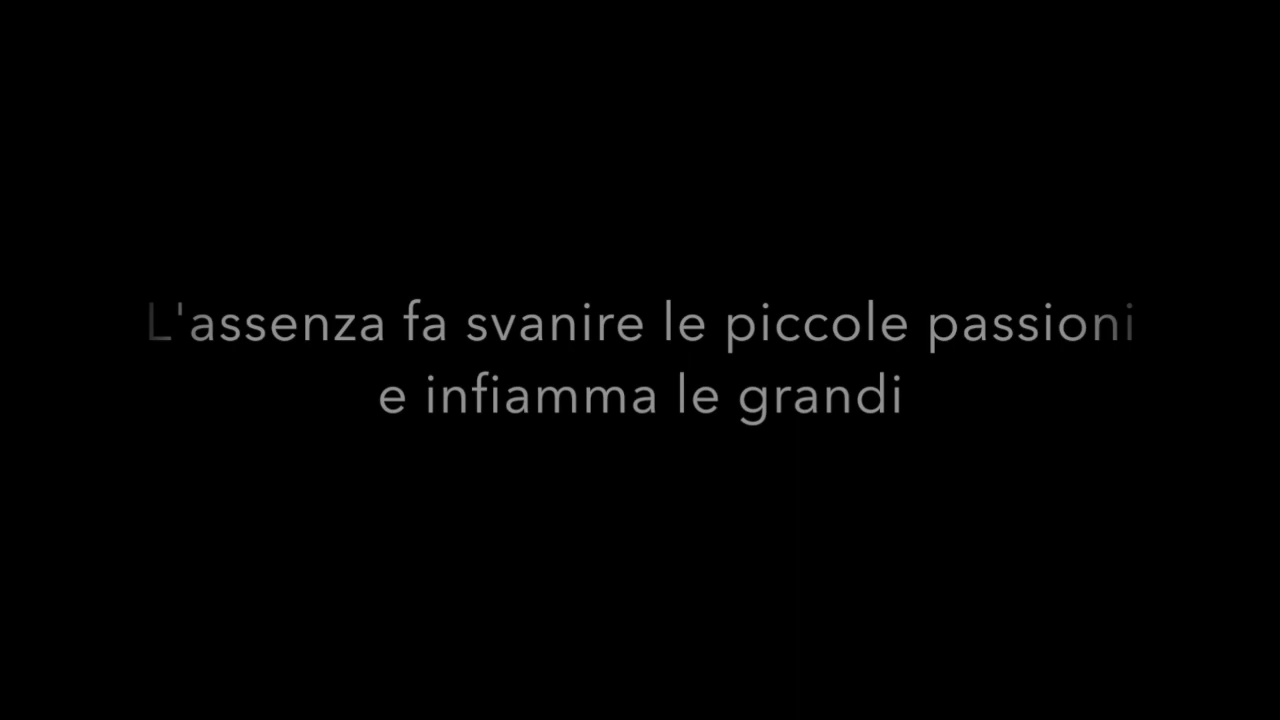 L'assenza fa svanire le piccole passioni
e infiamma le grandi